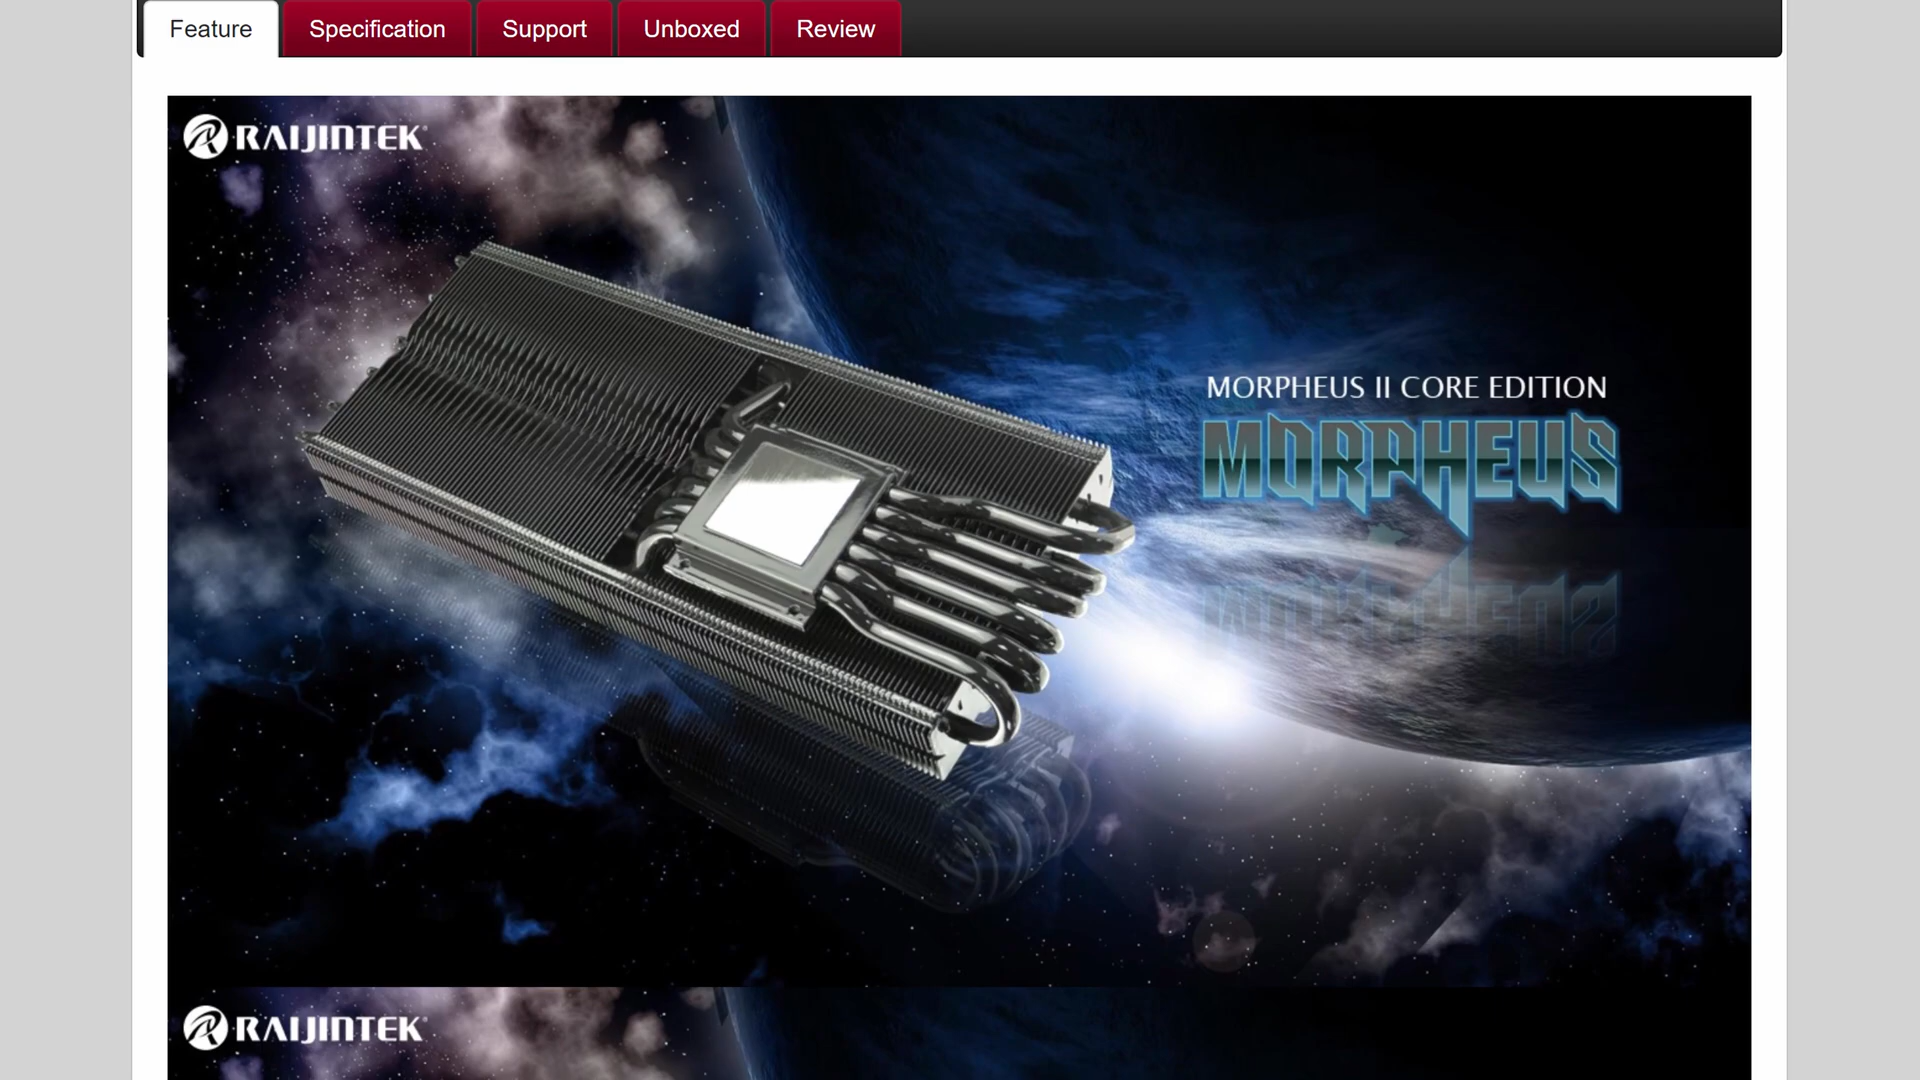 Feature
Specification
Support
Unboxed
Review
RAIJINTEK
MORPHEUS II CORE EDITION
MORPHEUS
RAIJINTEK